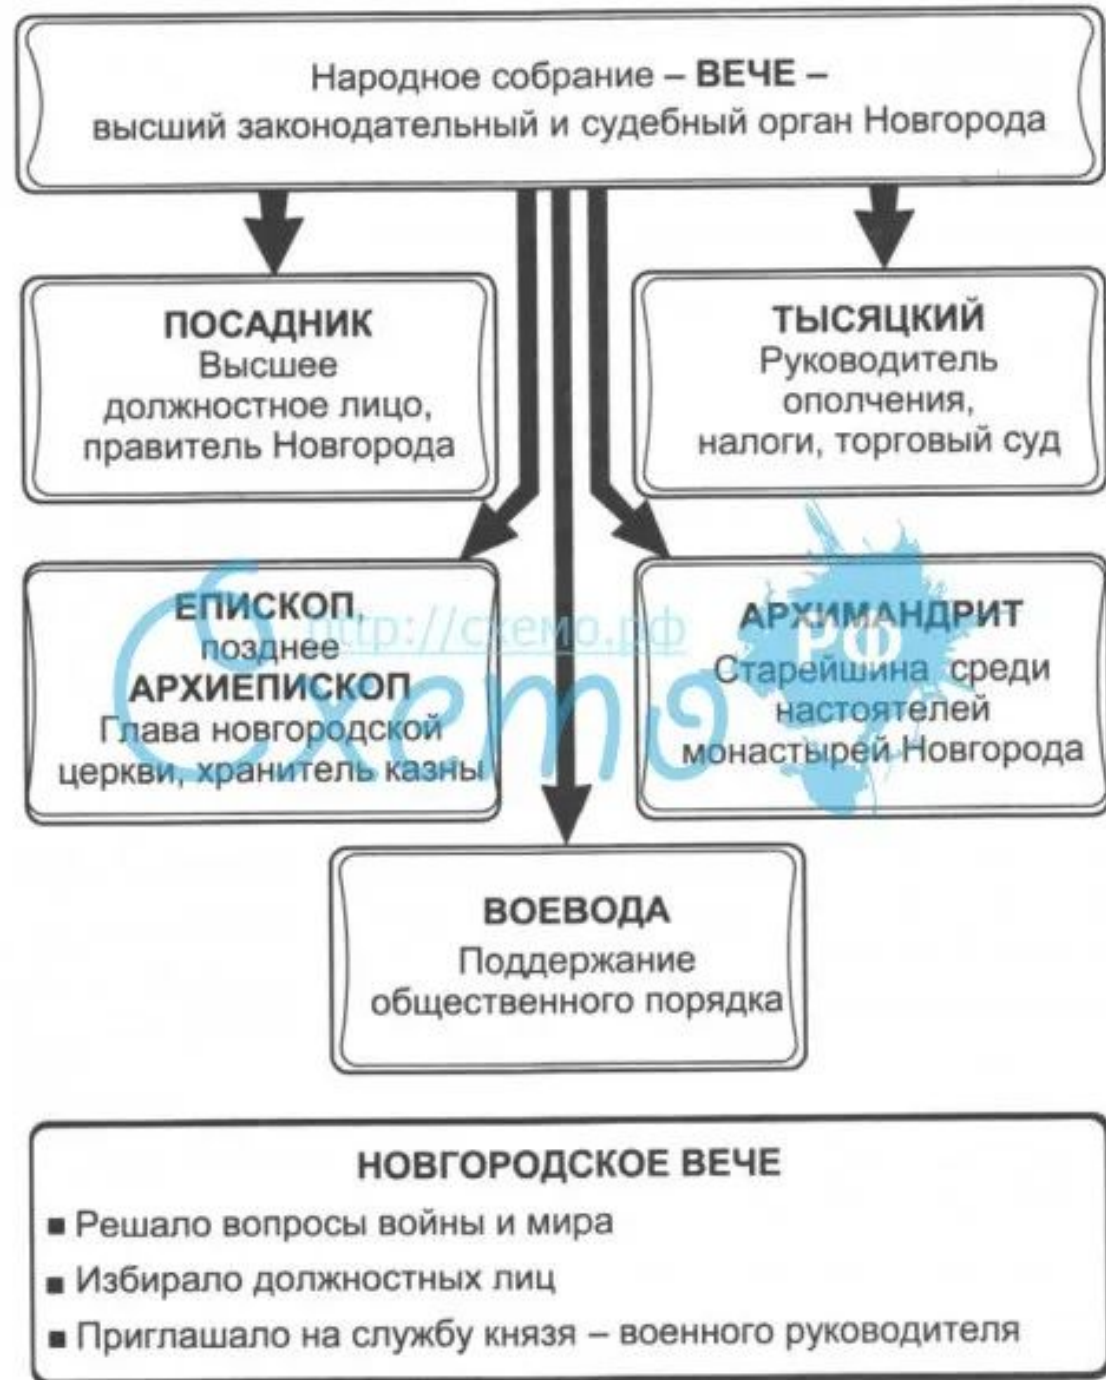 Народное собрание – ВЕЧЕ –
высший законодательный и судебный орган Новгорода
ПОСАДНИК
Высшее
должностное лицо,
правитель Новгорода
ТЫСЯЦКИЙ
Руководитель
ополчения,
налоги, торговый суд
ЕПИСКОП,
позднее
АРХИЕПИСКОП
Глава новгородской
церкви, хранитель казны
АРХИМАНДРИТ
Старейшина среди
настоятелей
монастырей Новгорода
http://схемо.рф
Схемо
РФ
ВОЕВОДА
Поддержание
общественного порядка
НОВГОРОДСКОЕ ВЕЧЕ
▪ Решало вопросы войны и мира
▪ Избирало должностных лиц
▪ Приглашало на службу князя – военного руководителя